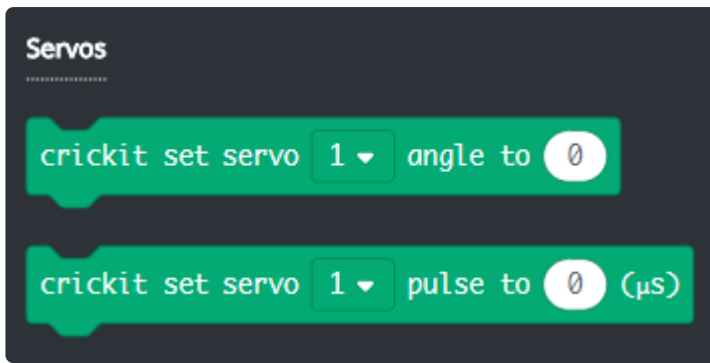 Servos
crickit set servo 1 angle to 0
crickit set servo 1 pulse to 0 (µs)